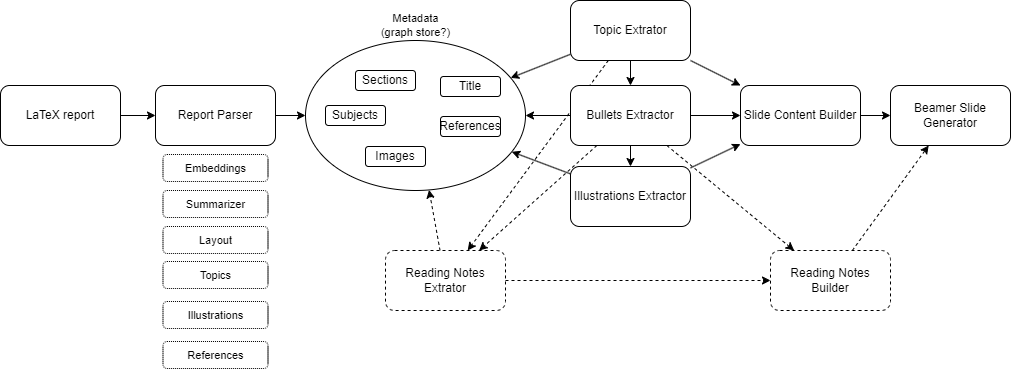 Metadata
(graph store?)
Topic Extrator
Sections
Title
LaTeX report
Report Parser
Subjects
References
Images
Bullets Extractor
Slide Content Builder
Beamer Slide
Generator
Illustrations Extractor
Embeddings
Summarizer
Layout
Topics
Illustrations
References
Reading Notes
Extrator
Reading Notes
Builder